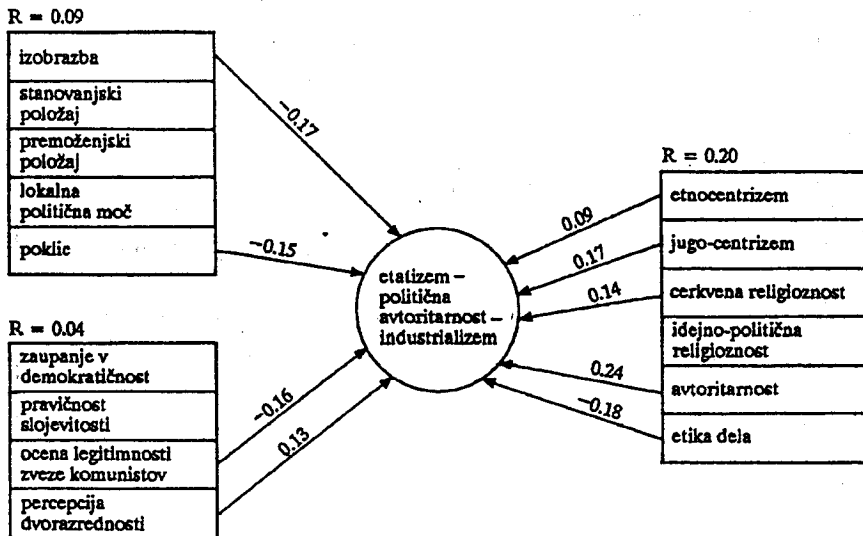 R = 0.09
izobrazba
stanovanjski
položaj
premoženjski
položaj
lokalna
politična moč
poklic
-0.17
-0.15
R = 0.04
zaupanje v
demokratičnost
pravičnost
slojevitosti
ocena legitimnosti
zveze komunistov
percepcija
dvorazrednosti
-0.16
0.13
etatizem –
politična
avtoritarnost –
industrializem
R = 0.20
etnocentrizem
jugo-centrizem
cerkvena religioznost
idejno-politična
religioznost
avtoritarnost
etika dela
0.09
0.17
0.14
0.24
-0.18